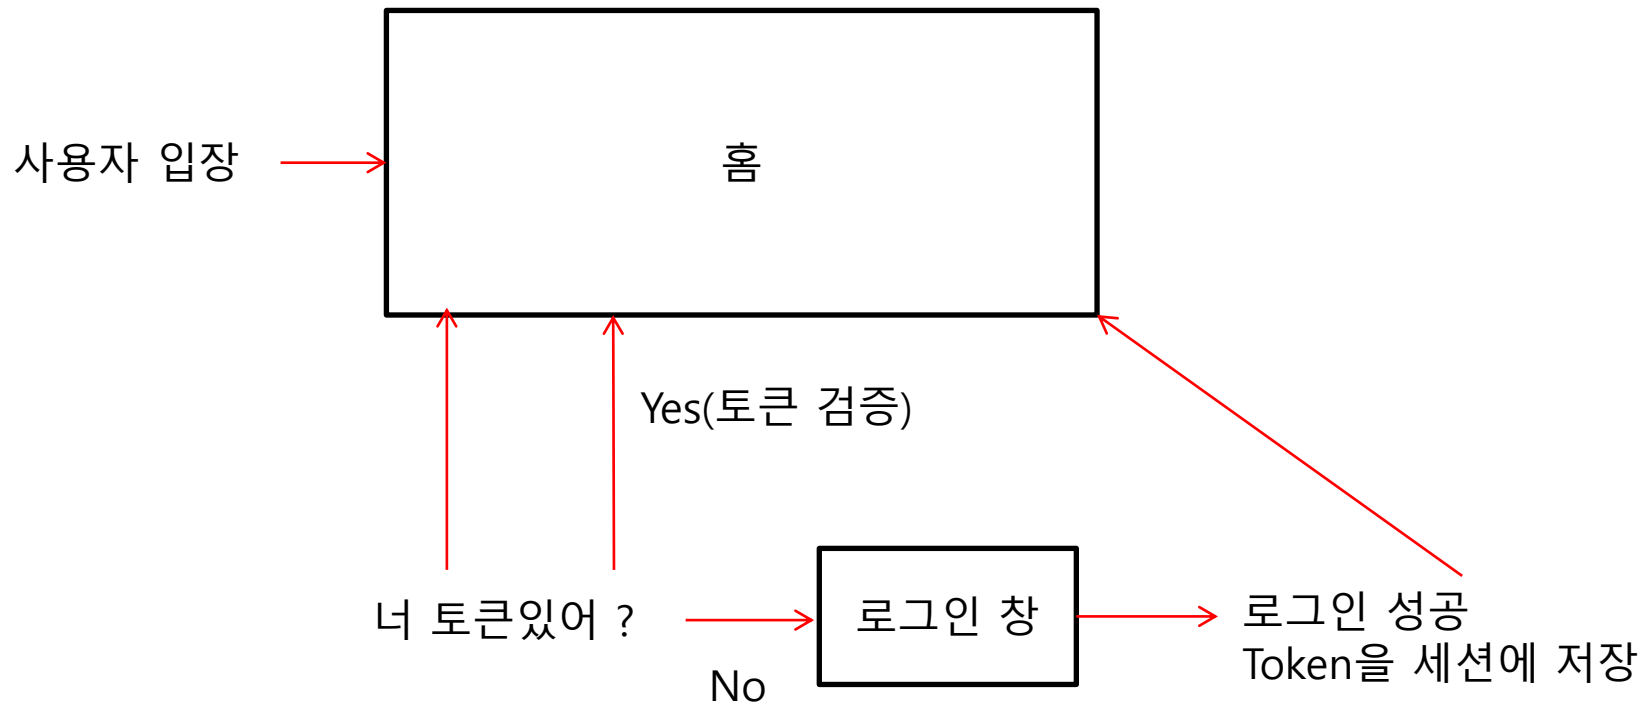 사용자 입장
홈
Yes(토큰 검증)
너 토큰있어 ?
No
로그인 창
로그인 성공
Token을 세션에 저장